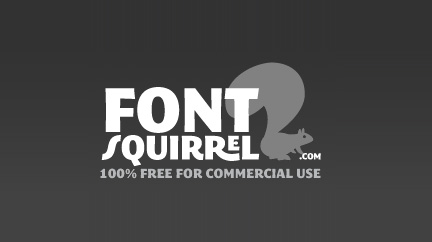 FONT
SQUIRREL
.COM
100% FREE FOR COMMERCIAL USE